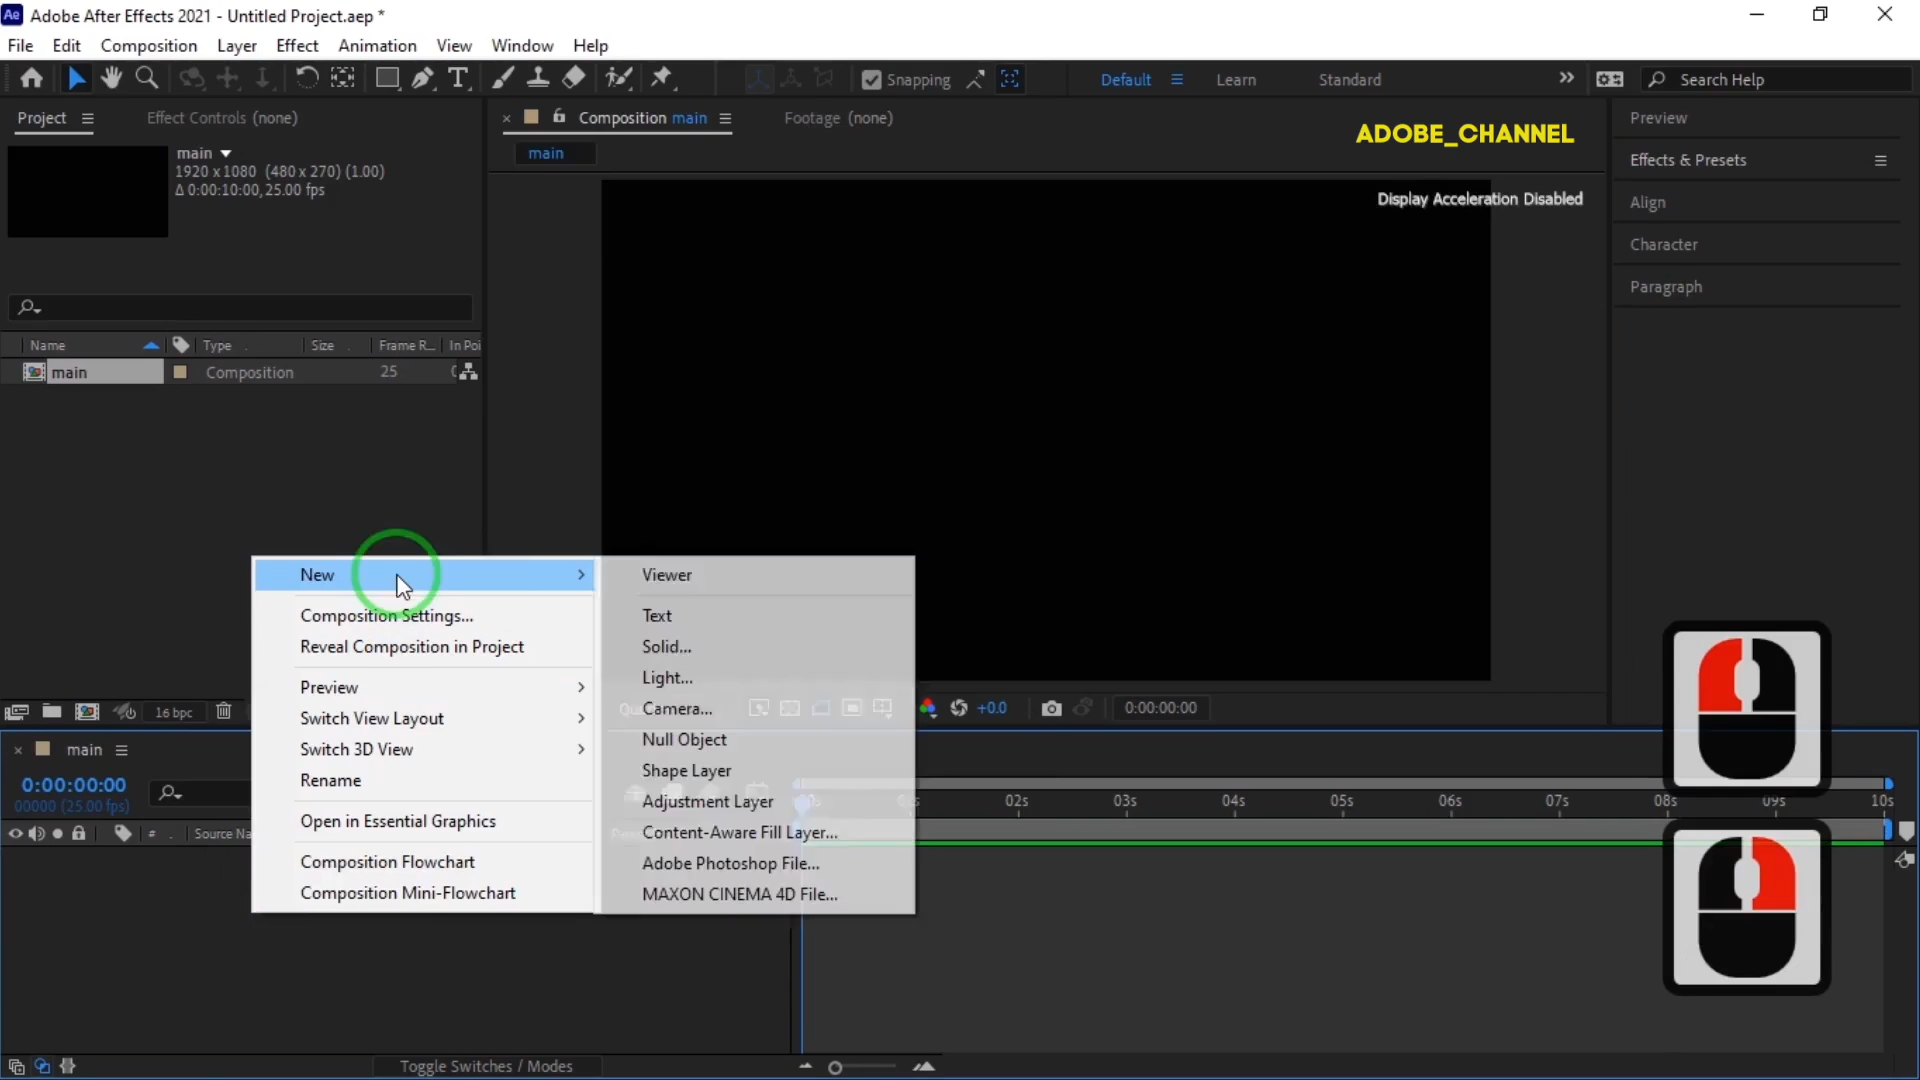 Ae Adobe After Effects 2021 - Untitled Project.aep *
File Edit Composition Layer Effect Animation View Window Help
Snapping Default Learn Standard Search Help
Project Effect Controls (none)
Composition main Footage (none)
ADOBE_CHANNEL
main
Display Acceleration Disabled
main
1920 x 1080 (480 x 270) (1.00)
Δ 0:00:10:00, 25.00 fps
Preview
Effects & Presets
Align
Character
Paragraph
Name Type Size Frame R... In Poi
main Composition 25
New
Composition Settings...
Reveal Composition in Project
Preview
Switch View Layout
Switch 3D View
Rename
Open in Essential Graphics
Composition Flowchart
Composition Mini-Flowchart
Viewer
Text
Solid...
Light...
Camera...
Null Object
Shape Layer
Adjustment Layer
Content-Aware Fill Layer...
Adobe Photoshop File...
MAXON CINEMA 4D File...
16 bpc
+0.0 0:00:00:00
main
0:00:00:00
00000 (25.00 fps)
02s 03s 04s 05s 06s 07s 08s 09s 10s
# Source Na
Toggle Switches / Modes